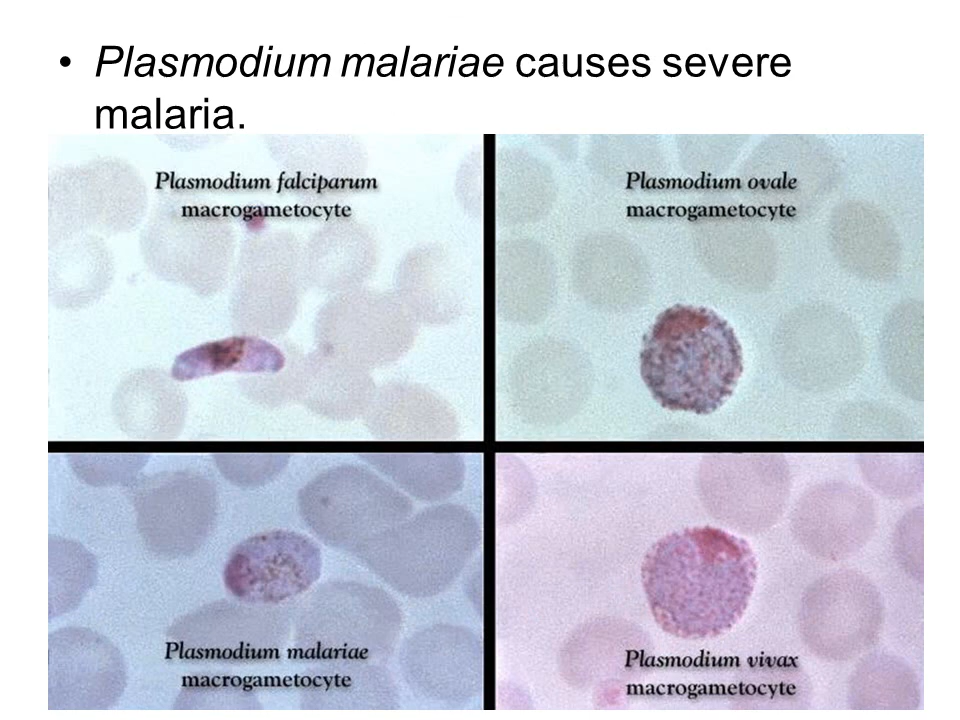 • Plasmodium malariae causes severe
malaria.
Plasmodium falciparum
macrogametocyte
Plasmodium ovale
macrogametocyte
Plasmodium malariae
macrogametocyte
Plasmodium vivax
macrogametocyte